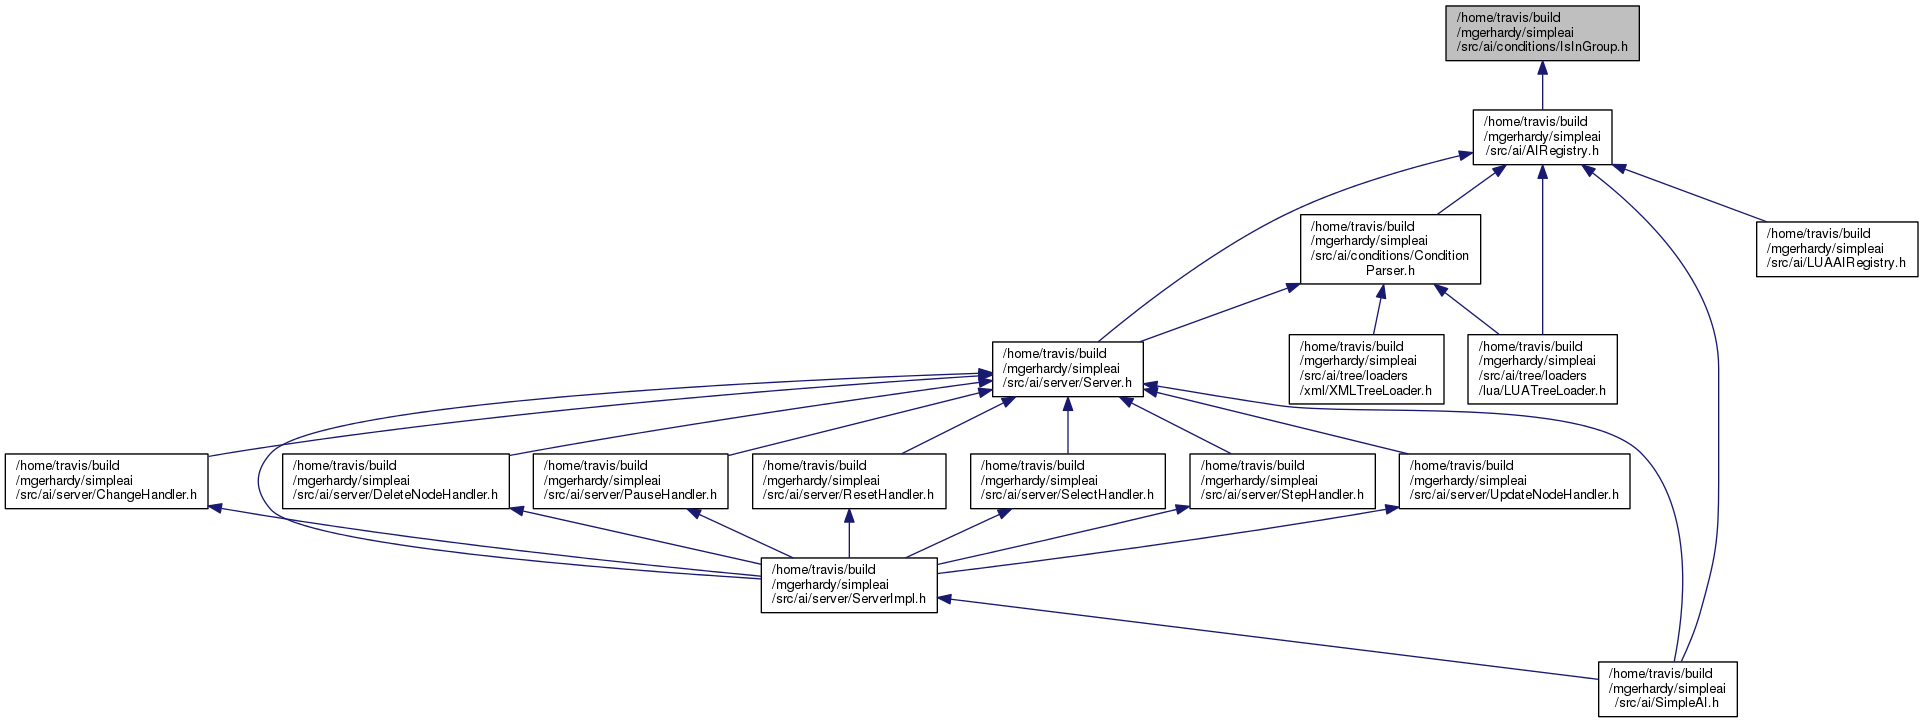 /home/travis/build
/mgerhardy/simpleai
/src/ai/conditions/IsInGroup.h
/home/travis/build
/mgerhardy/simpleai
/src/ai/AIRegistry.h
/home/travis/build
/mgerhardy/simpleai
/src/ai/conditions/Condition
Parser.h
/home/travis/build
/mgerhardy/simpleai
/src/ai/LUAAIRegistry.h
/home/travis/build
/mgerhardy/simpleai
/src/ai/server/Server.h
/home/travis/build
/mgerhardy/simpleai
/src/ai/tree/loaders
/xml/XMLTreeLoader.h
/home/travis/build
/mgerhardy/simpleai
/src/ai/tree/loaders
/lua/LUATreeLoader.h
/home/travis/build
/mgerhardy/simpleai
/src/ai/server/ChangeHandler.h
/home/travis/build
/mgerhardy/simpleai
/src/ai/server/DeleteNodeHandler.h
/home/travis/build
/mgerhardy/simpleai
/src/ai/server/PauseHandler.h
/home/travis/build
/mgerhardy/simpleai
/src/ai/server/ResetHandler.h
/home/travis/build
/mgerhardy/simpleai
/src/ai/server/SelectHandler.h
/home/travis/build
/mgerhardy/simpleai
/src/ai/server/StepHandler.h
/home/travis/build
/mgerhardy/simpleai
/src/ai/server/UpdateNodeHandler.h
/home/travis/build
/mgerhardy/simpleai
/src/ai/server/ServerImpl.h
/home/travis/build
/mgerhardy/simpleai
/src/ai/SimpleAI.h